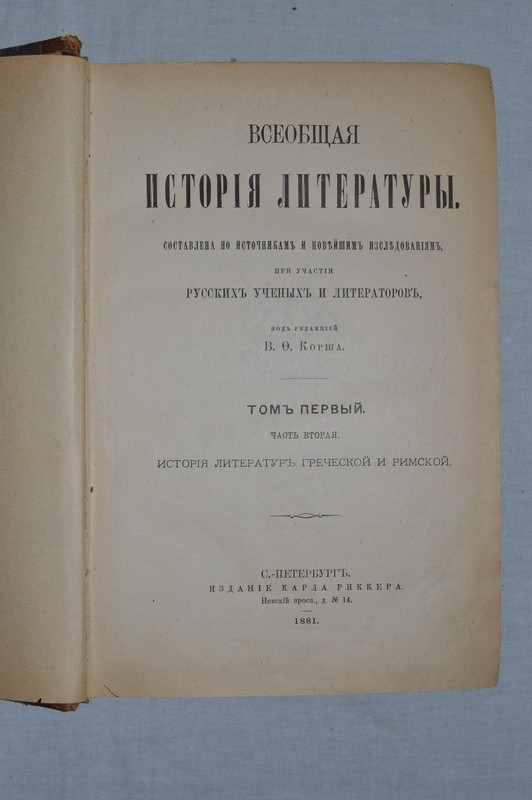 ВСЕОБЩАЯ
ИСТОРІЯ ЛИТЕРАТУРЫ.
СОСТАВЛЕНА ПО ИСТОЧНИКАМЪ И НОВѢЙШИМЪ ИЗСЛѢДОВАНІЯМЪ,
ПРИ УЧАСТІИ
РУССКИХЪ УЧЕНЫХЪ И ЛИТЕРАТОРОВЪ,
ПОДЪ РЕДАКЦІЕЙ
В. Ѳ. КОРША.
ТОМЪ ПЕРВЫЙ.
ЧАСТЬ ВТОРАЯ.
ИСТОРІЯ ЛИТЕРАТУРЪ ГРЕЧЕСКОЙ И РИМСКОЙ.
С.-ПЕТЕРБУРГЪ.
ИЗДАНІЕ КАРЛА РИККЕРА.
Невскій просп., д. № 14.
1881.